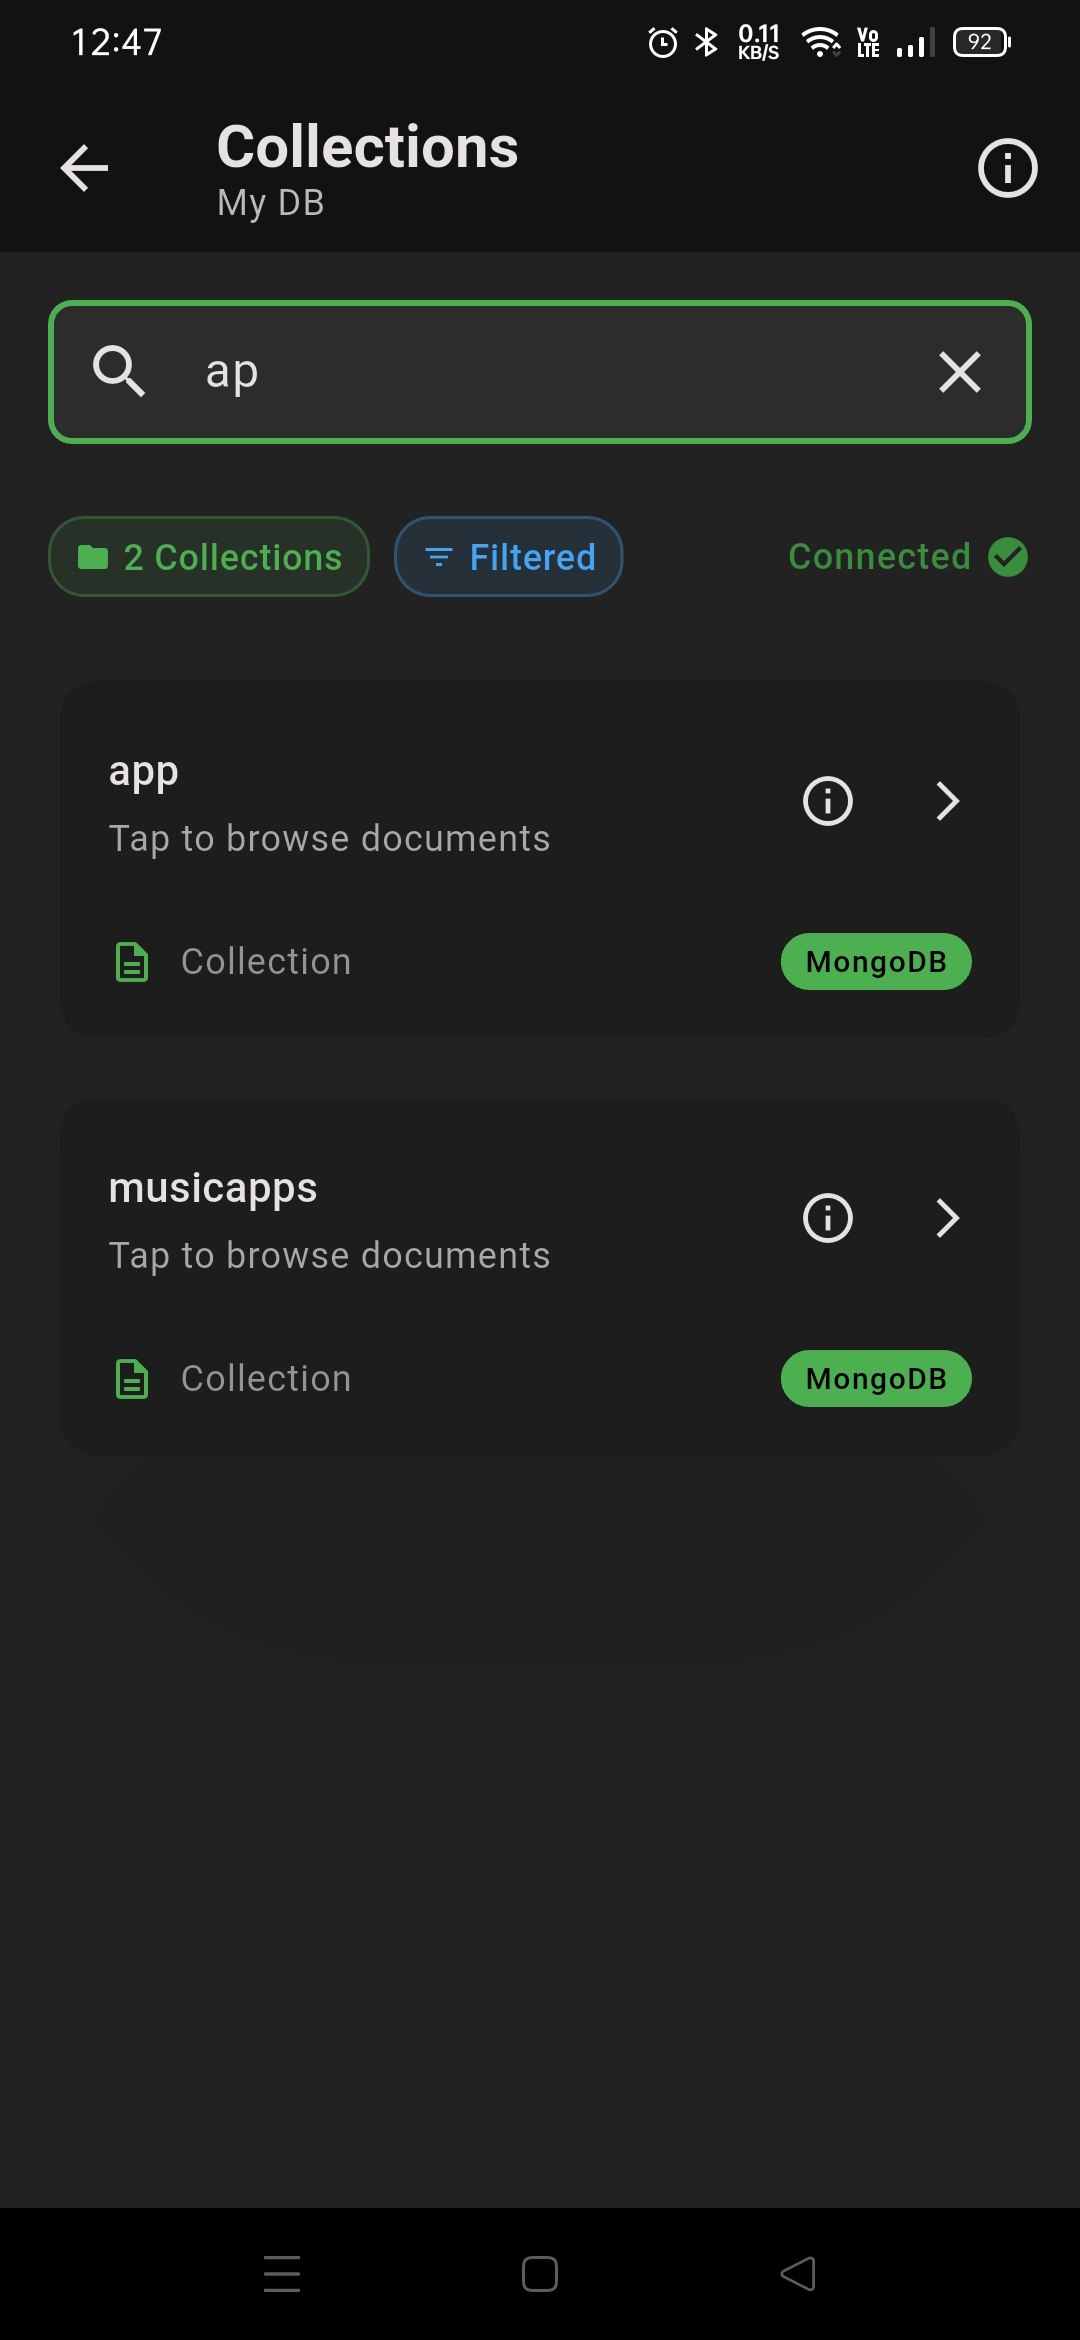 12:47
0.11
KB/S
Vo
LTE
92
Collections
My DB
ap
2 Collections
Filtered
Connected
app
Tap to browse documents
Collection
MongoDB
musicapps
Tap to browse documents
Collection
MongoDB